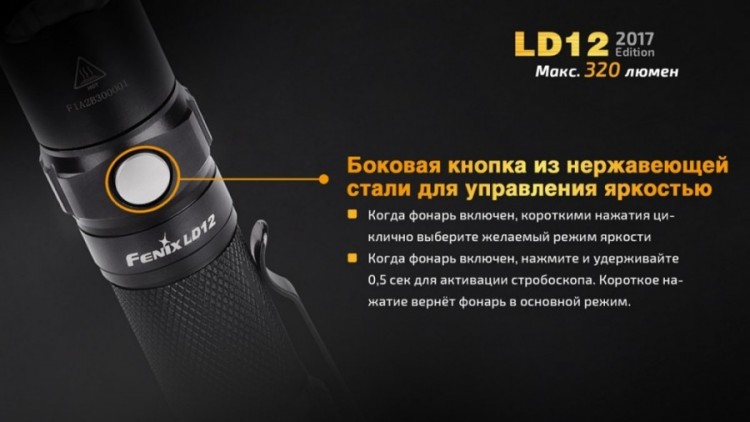 LD12 2017
Edition
Макс. 320 люмен
HOT
F1A2B300001
Боковая кнопка из нержавеющей
стали для управления яркостью
Когда фонарь включен, короткими нажатия ци-
клично выберите желаемый режим яркости
Когда фонарь включен, нажмите и удерживайте
0,5 сек для активации стробоскопа. Короткое на-
жатие вернёт фонарь в основной режим.
FENIX LD12